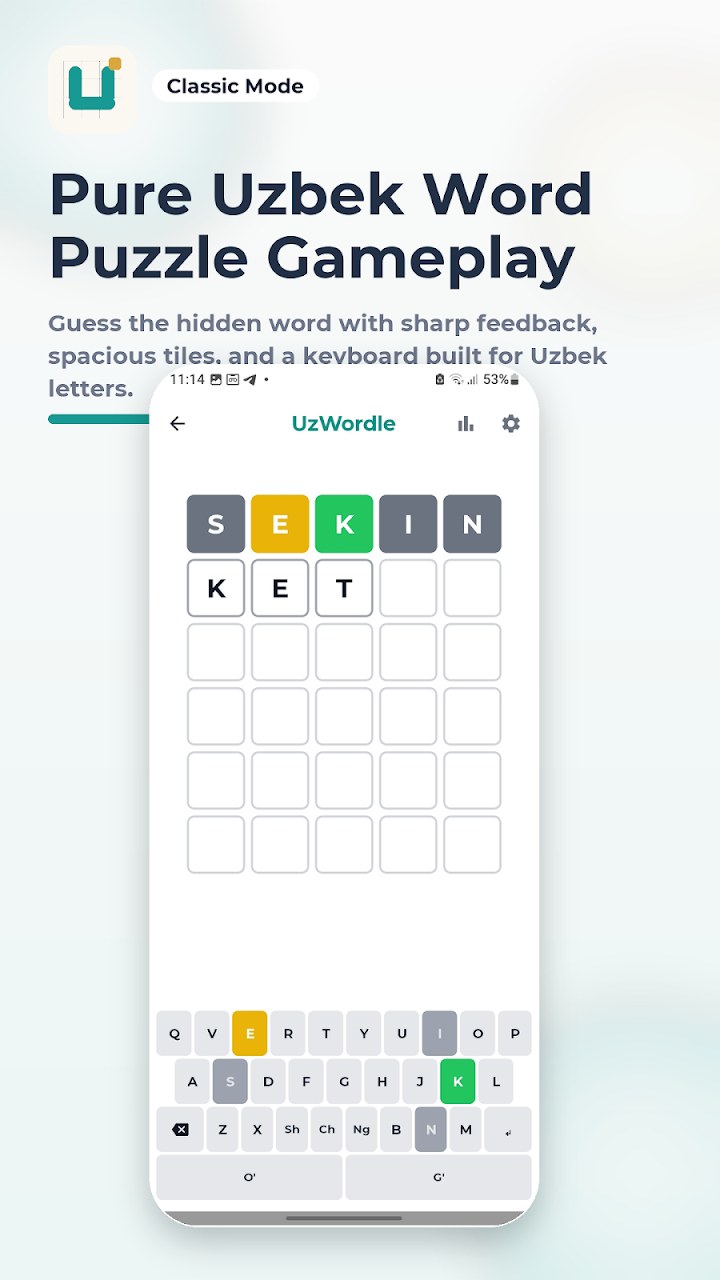 Classic Mode
Pure Uzbek Word
Puzzle Gameplay
Guess the hidden word with sharp feedback,
spacious tiles, and a keyboard built for Uzbek
letters.
11:14 53%
UzWordle
S E K I N
K E T
Q V E R T Y U I O P
A S D F G H J K L
Z X Sh Ch Ng B N M
O' G'